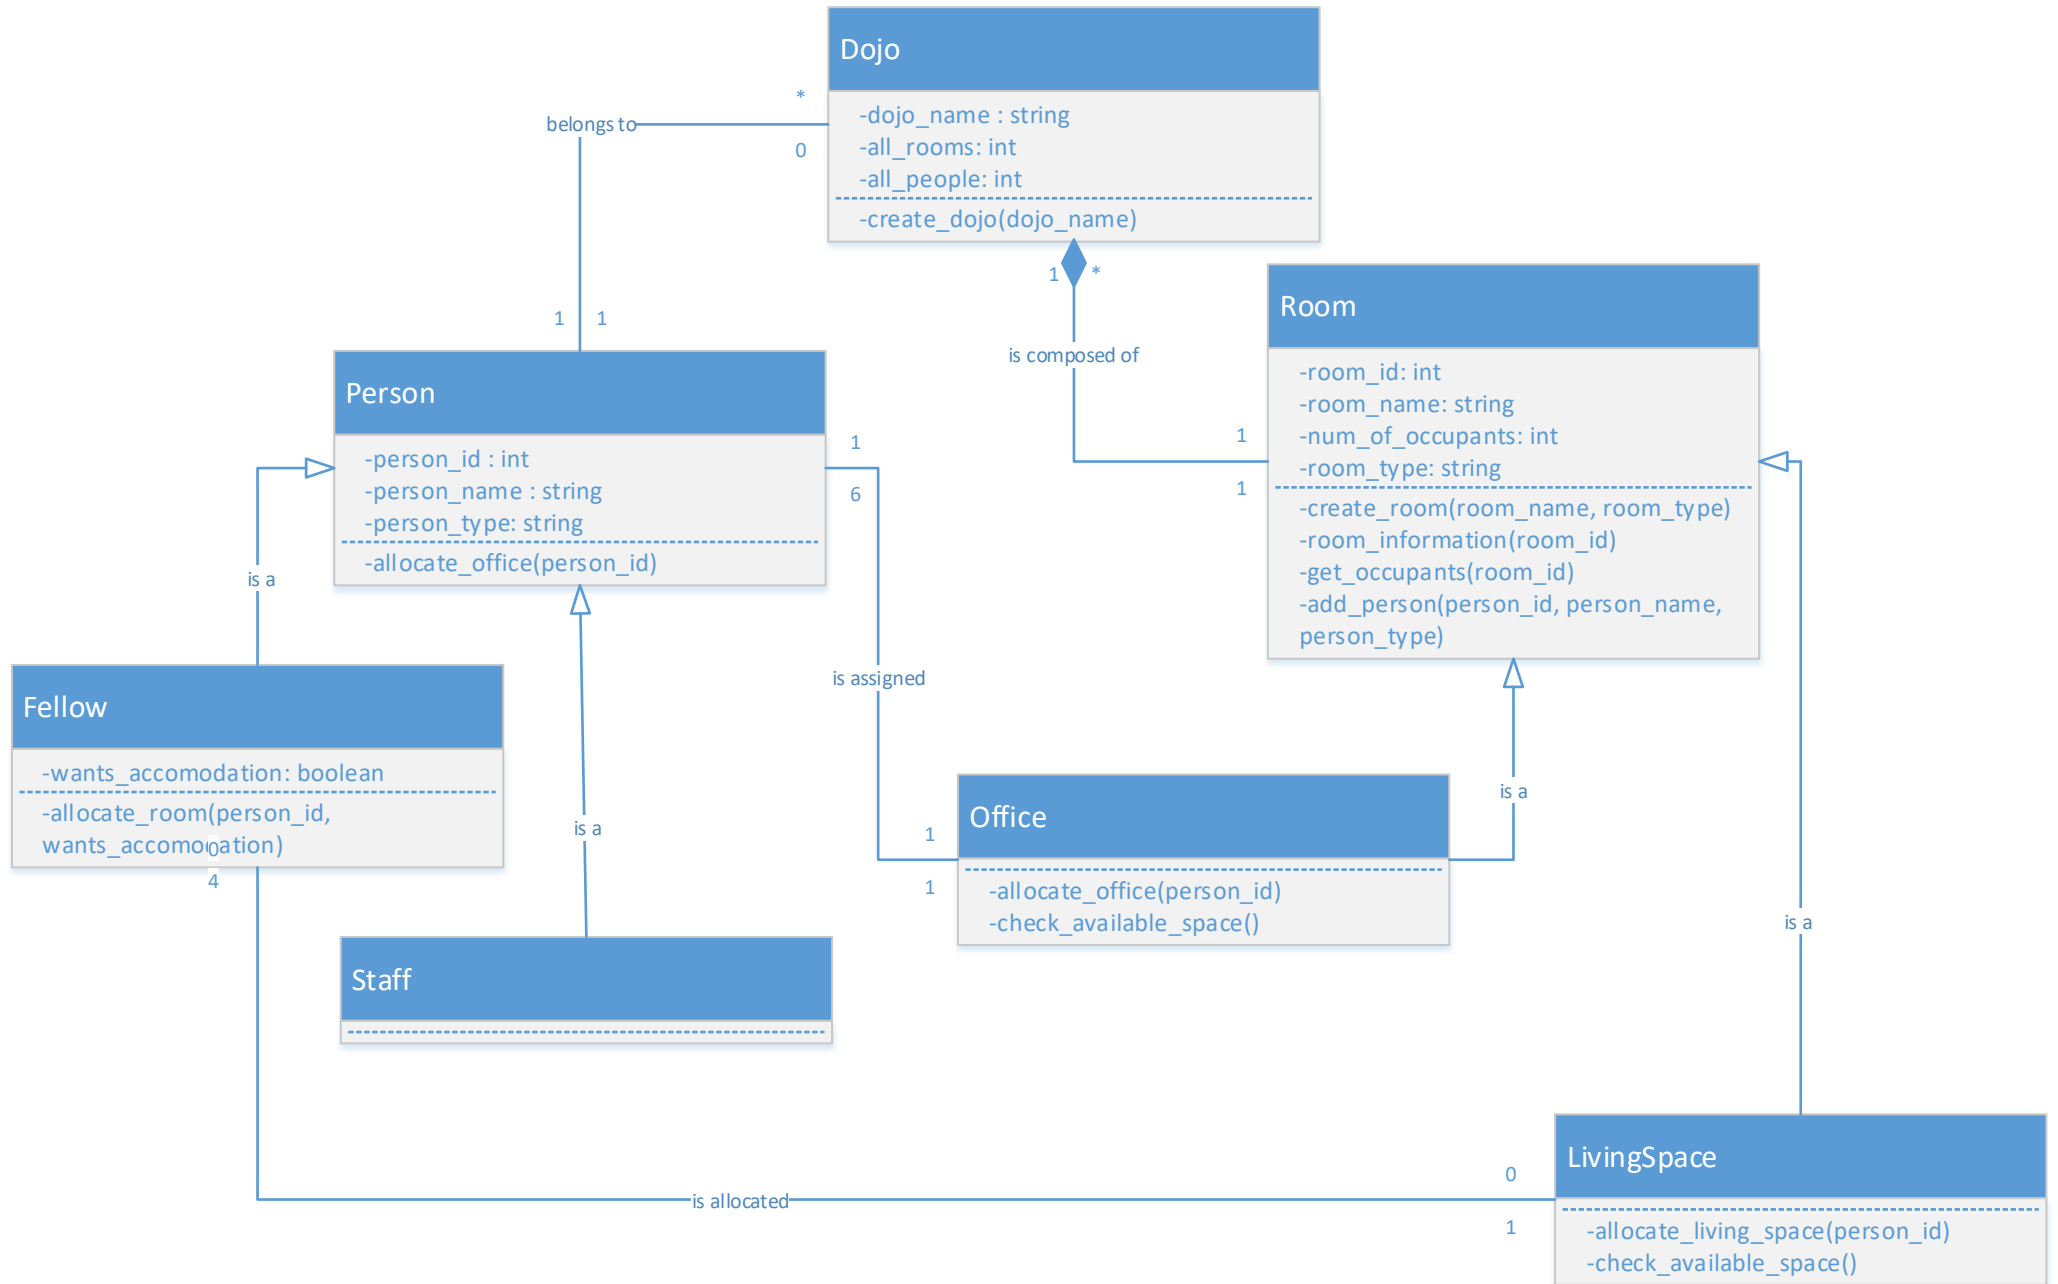 Dojo
-dojo_name : string
-all_rooms: int
-all_people: int
-create_dojo(dojo_name)
*
belongs to
0
1 1
1 *
is composed of
1
1
Room
-room_id: int
-room_name: string
-num_of_occupants: int
-room_type: string
-create_room(room_name, room_type)
-room_information(room_id)
-get_occupants(room_id)
-add_person(person_id, person_name,
person_type)
Person
-person_id : int
-person_name : string
-person_type: string
-allocate_office(person_id)
1
6
is a
is assigned
Fellow
-wants_accomodation: boolean
-allocate_room(person_id,
wants_accomodation)
0
4
is a
Staff
1
1
Office
-allocate_office(person_id)
-check_available_space()
is a
is a
is allocated
0
1
LivingSpace
-allocate_living_space(person_id)
-check_available_space()